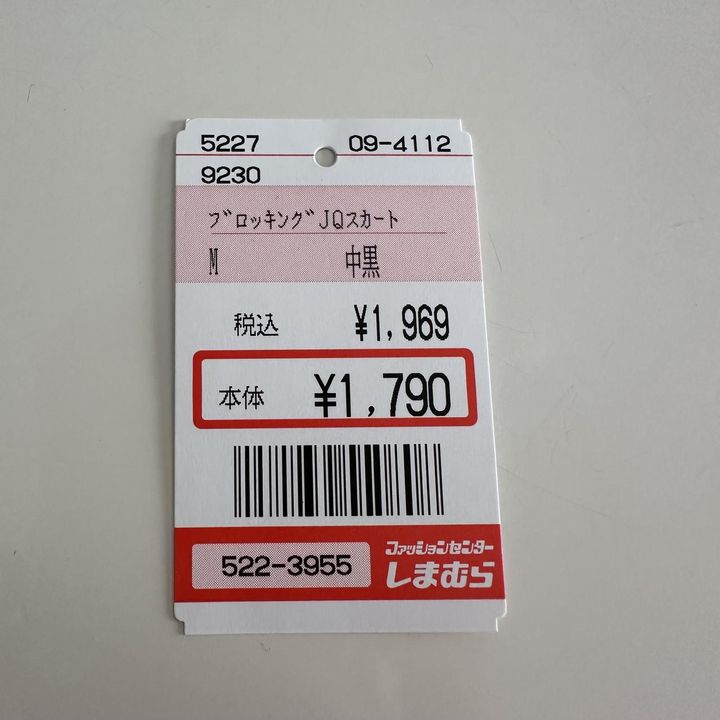 5227 09-4112
9230
ブロッキングJQスカート
M 中黒
税込 ¥1,969
本体 ¥1,790
522-3955
ファッションセンター
しまむら